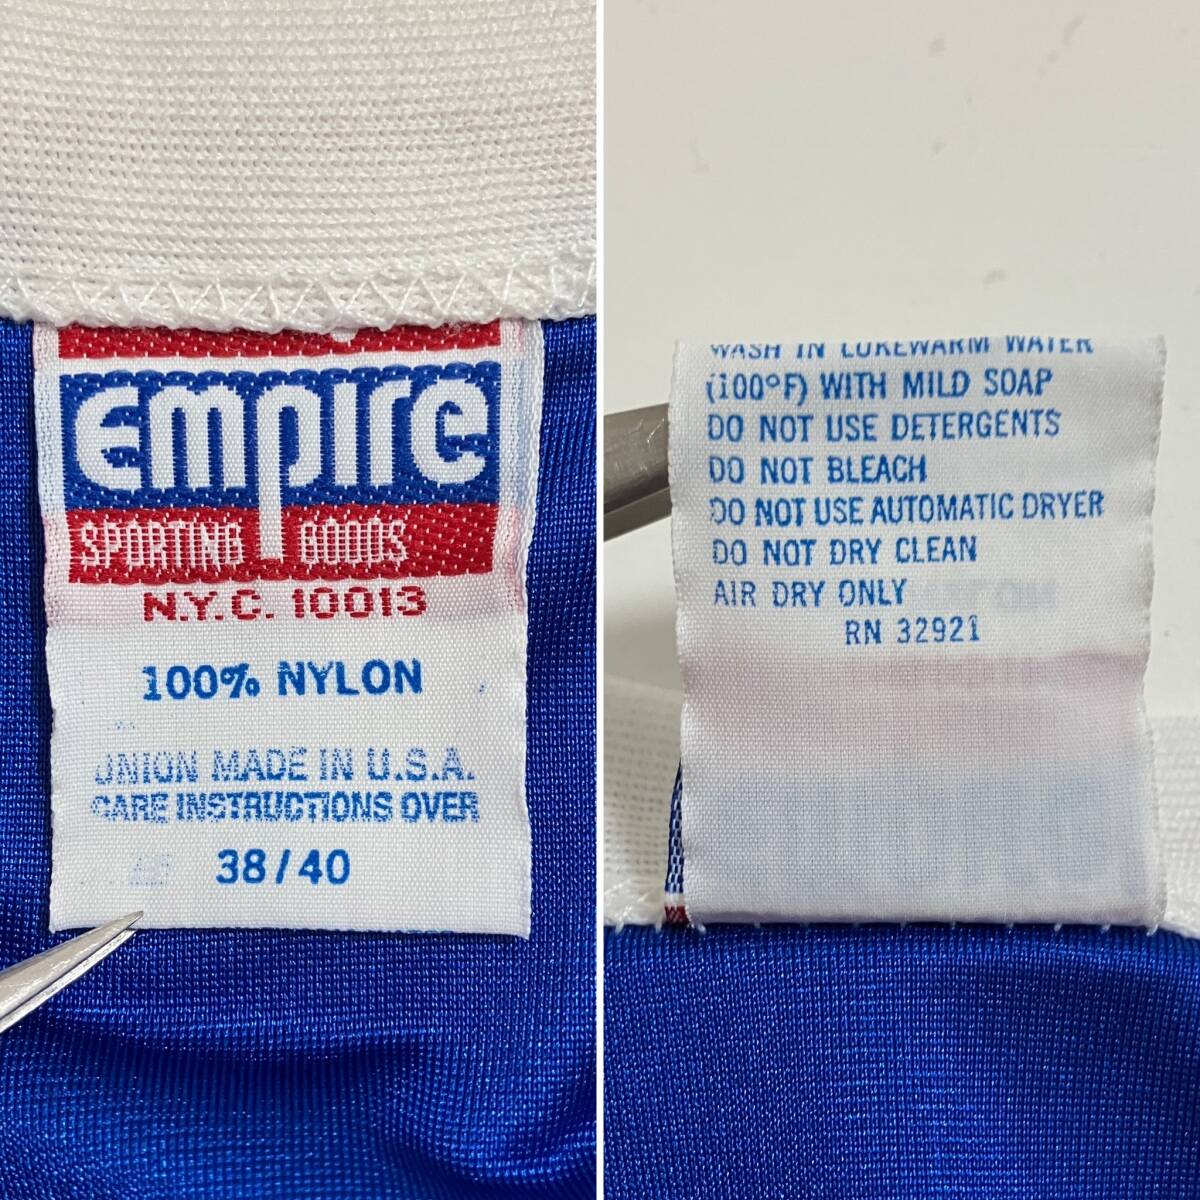 Empire
SPORTING GOODS
N.Y.C. 10013
100% NYLON
UNION MADE IN U.S.A.
CARE INSTRUCTIONS OVER
38/40
WASH IN LUKEWARM WATER
(100°F) WITH MILD SOAP
DO NOT USE DETERGENTS
DO NOT BLEACH
DO NOT USE AUTOMATIC DRYER
DO NOT DRY CLEAN
AIR DRY ONLY
RN 32921